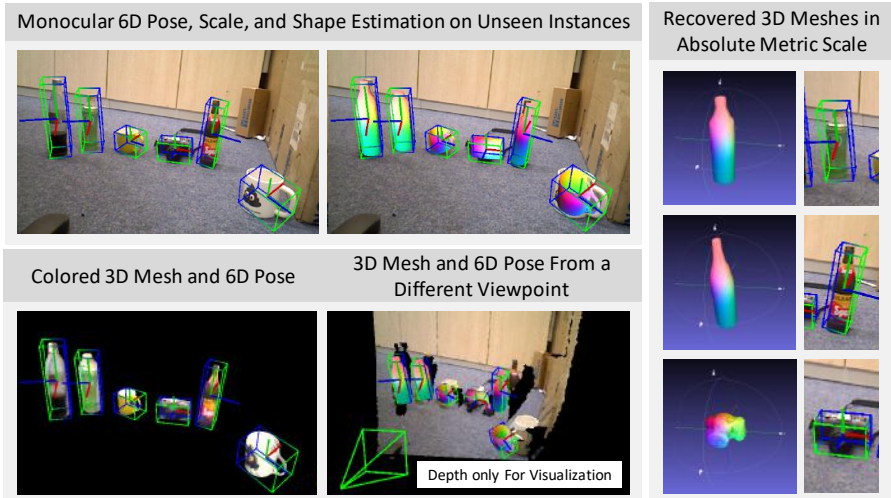 Monocular 6D Pose, Scale, and Shape Estimation on Unseen Instances
Recovered 3D Meshes in
Absolute Metric Scale
Colored 3D Mesh and 6D Pose
3D Mesh and 6D Pose From a
Different Viewpoint
Depth only For Visualization